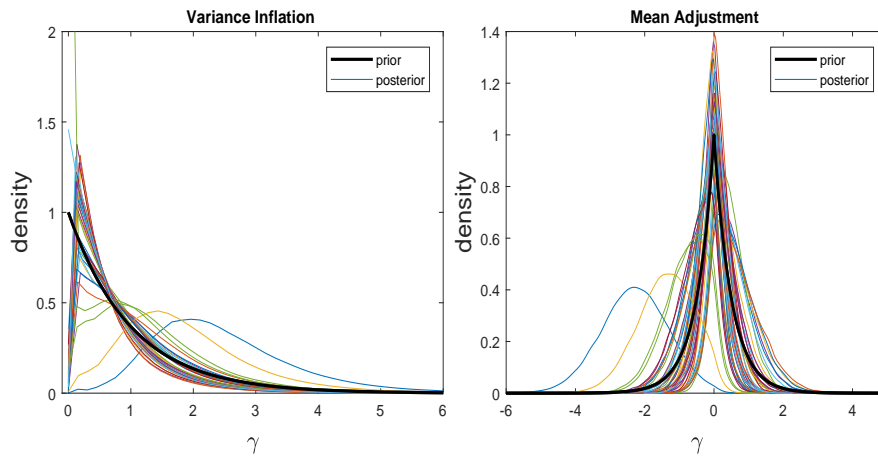 Variance Inflation
2
1.5
1
0.5
0
density
prior
posterior
0 1 2 3 4 5 6
γ
Mean Adjustment
1.4
1.2
1
0.8
0.6
0.4
0.2
0
density
prior
posterior
-6 -4 -2 0 2 4
γ